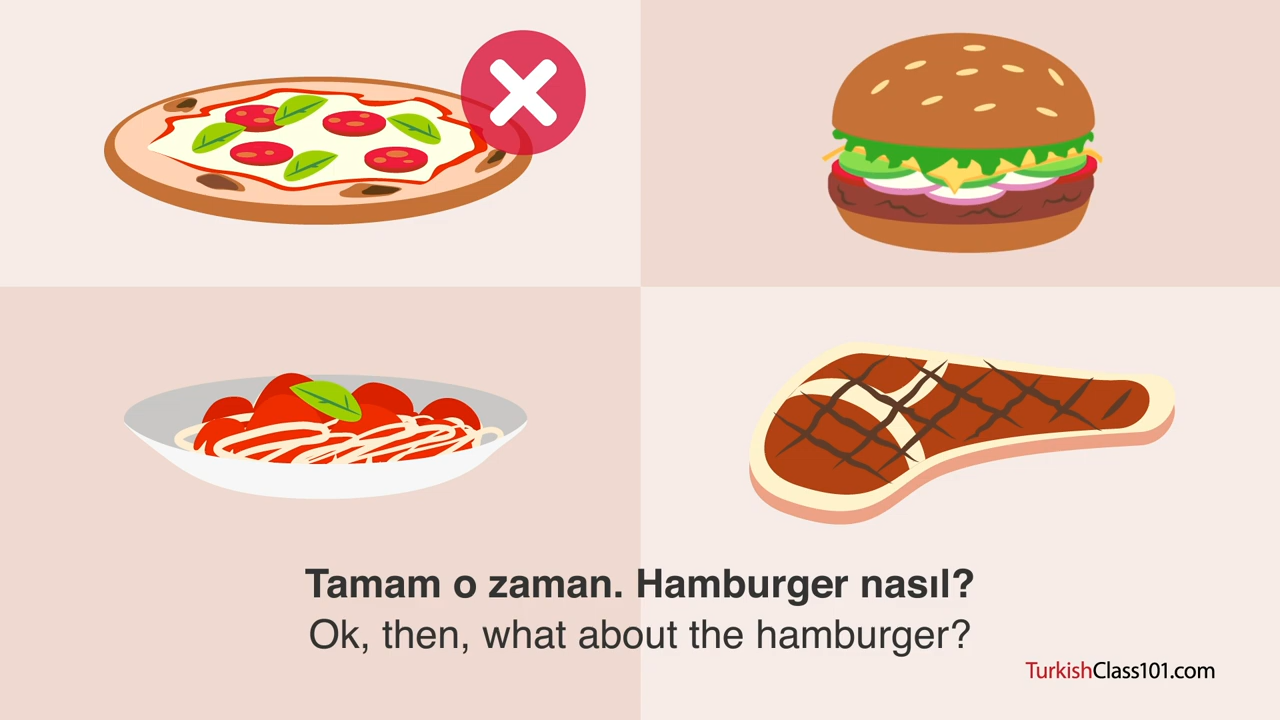 Tamam o zaman. Hamburger nasıl?
Ok, then, what about the hamburger?
TurkishClass101.com